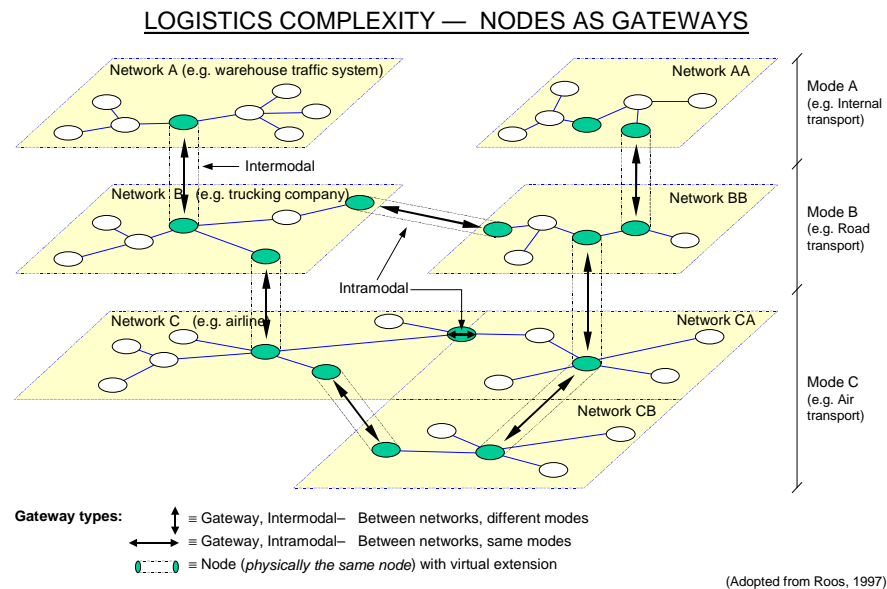 LOGISTICS COMPLEXITY — NODES AS GATEWAYS
Network A (e.g. warehouse traffic system)
Network AA
Mode A
(e.g. Internal
transport)
Intermodal
Network B (e.g. trucking company)
Network BB
Mode B
(e.g. Road
transport)
Intramodal
Network C (e.g. airline)
Network CA
Mode C
(e.g. Air
transport)
Network CB
Gateway types:
≡ Gateway, Intermodal– Between networks, different modes
≡ Gateway, Intramodal– Between networks, same modes
≡ Node (physically the same node) with virtual extension
(Adopted from Roos, 1997)